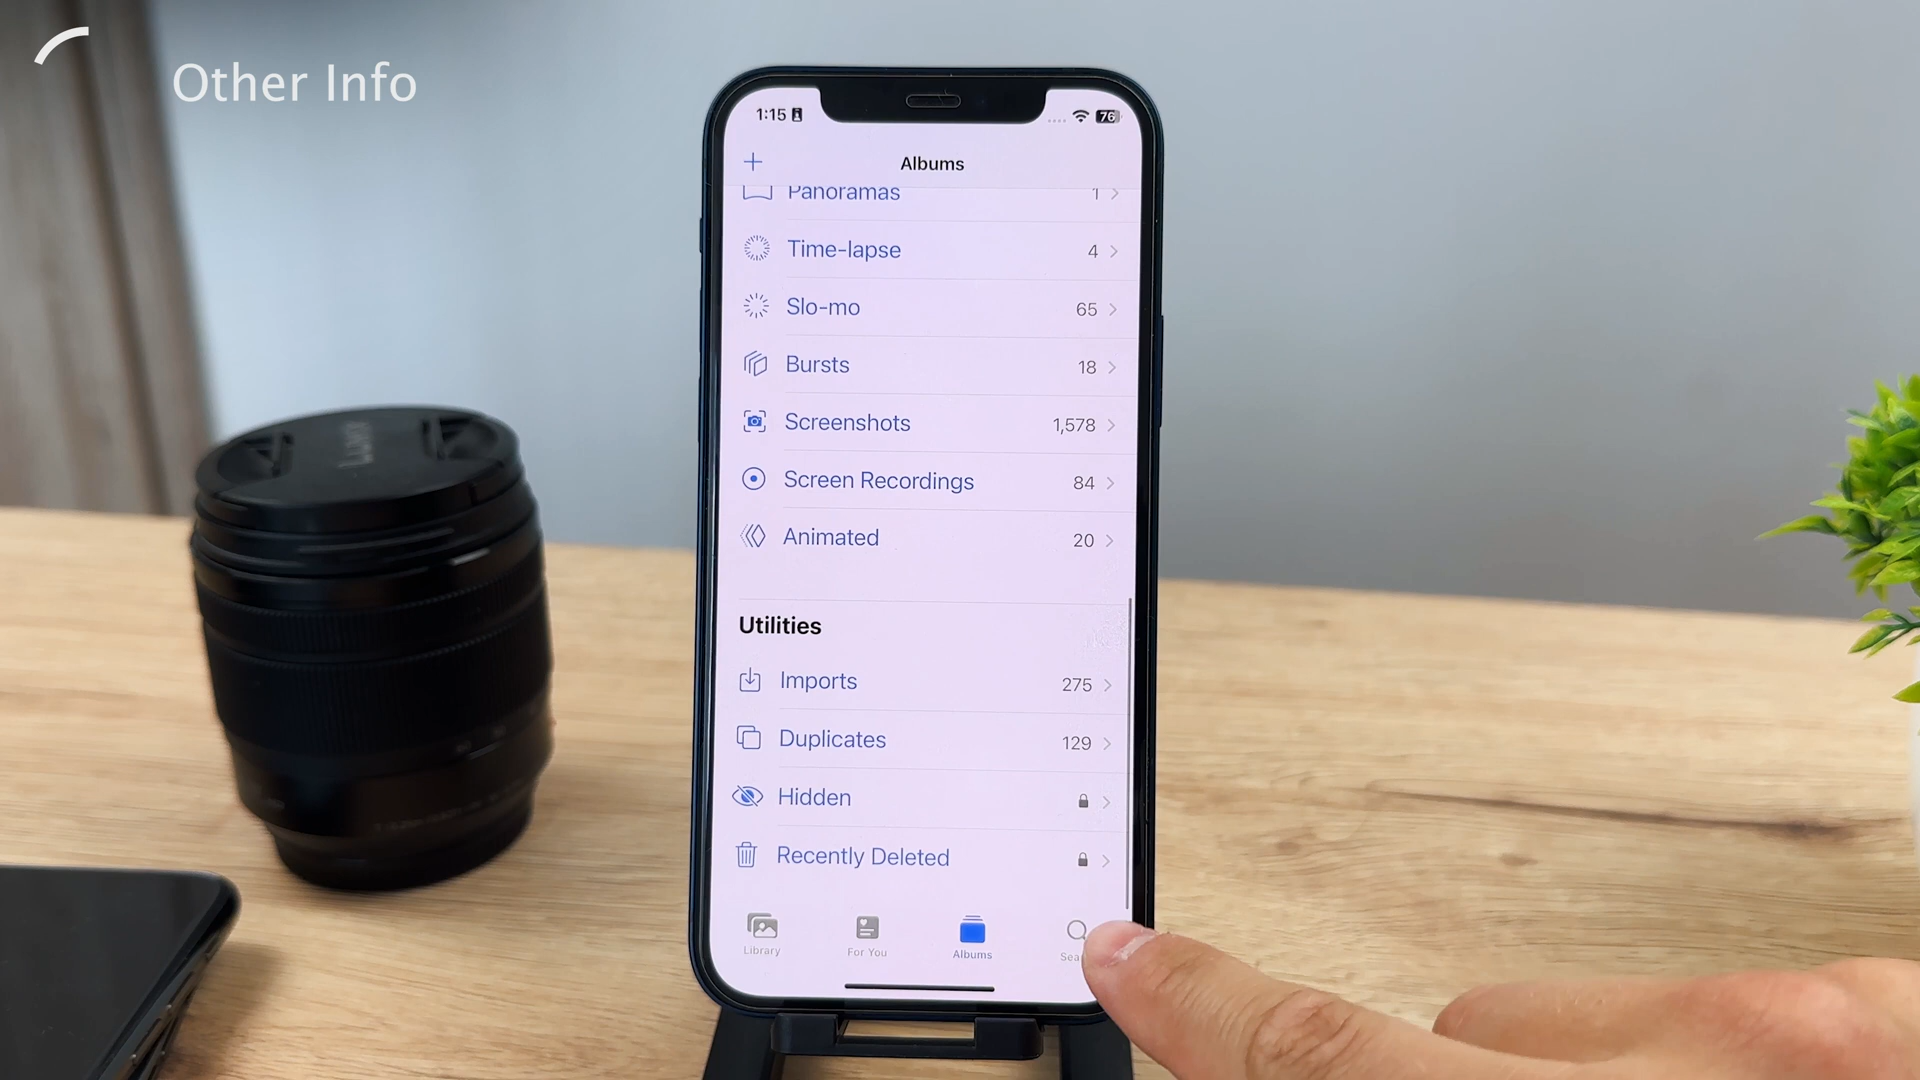 Other Info
1:15
76
Albums
Panoramas 1
Time-lapse 4
Slo-mo 65
Bursts 18
Screenshots 1,578
Screen Recordings 84
Animated 20
Utilities
Imports 275
Duplicates 129
Hidden
Recently Deleted
Library
For You
Albums
LUMIX